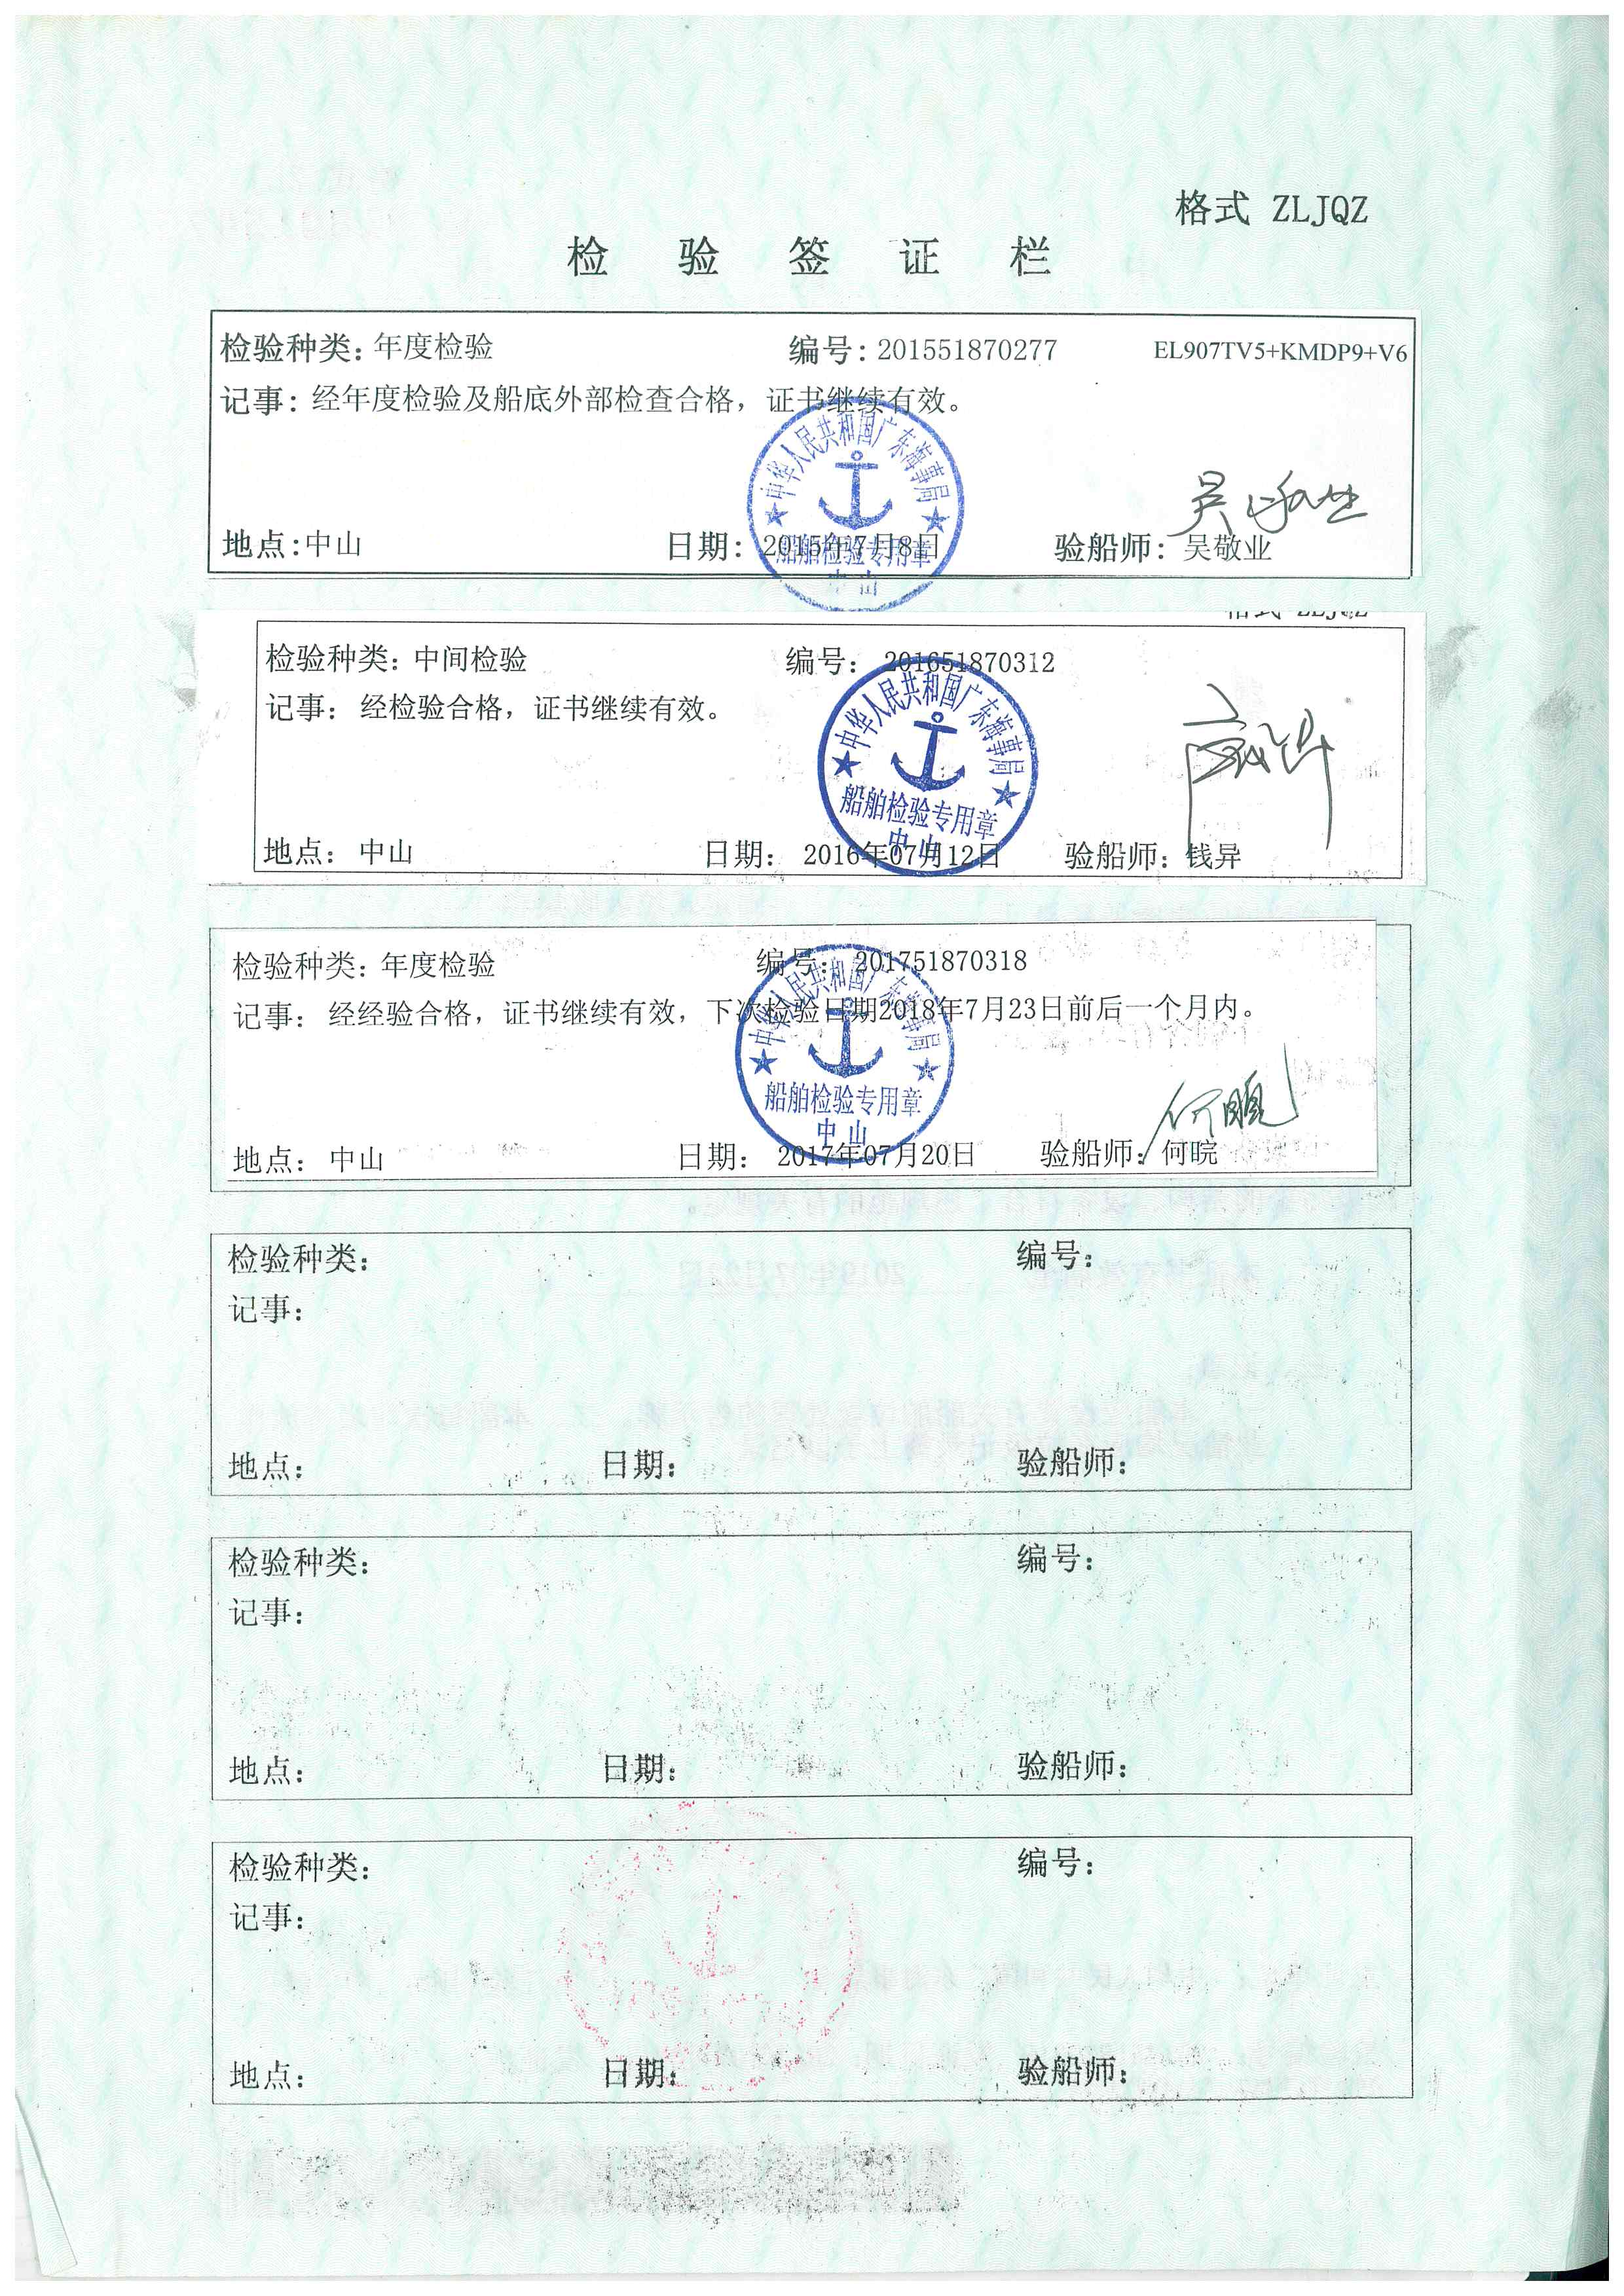 格式 ZLJQZ
检验签证栏
检验种类：年度检验 编号：201551870277 EL907TV5+KMDP9+V6
记事：经年度检验及船底外部检查合格，证书继续有效。
中华人民共和国广东海事局
船舶检验专用章
中山
吴敬业
地点：中山 日期：2015年7月8日 验船师：吴敬业
检验种类：中间检验 编号：201651870312
记事：经检验合格，证书继续有效。
中华人民共和国广东海事局
船舶检验专用章
中山
地点：中山 日期：2016年07月12日 验船师：钱异
检验种类：年度检验 编号：201751870318
记事：经经验合格，证书继续有效，下次检验日期2018年7月23日前后一个月内。
中华人民共和国广东海事局
船舶检验专用章
中山
地点：中山 日期：2017年07月20日 验船师：何晥
检验种类： 编号：
记事：
地点： 日期： 验船师：
检验种类： 编号：
记事：
地点： 日期： 验船师：
检验种类： 编号：
记事：
地点： 日期： 验船师：